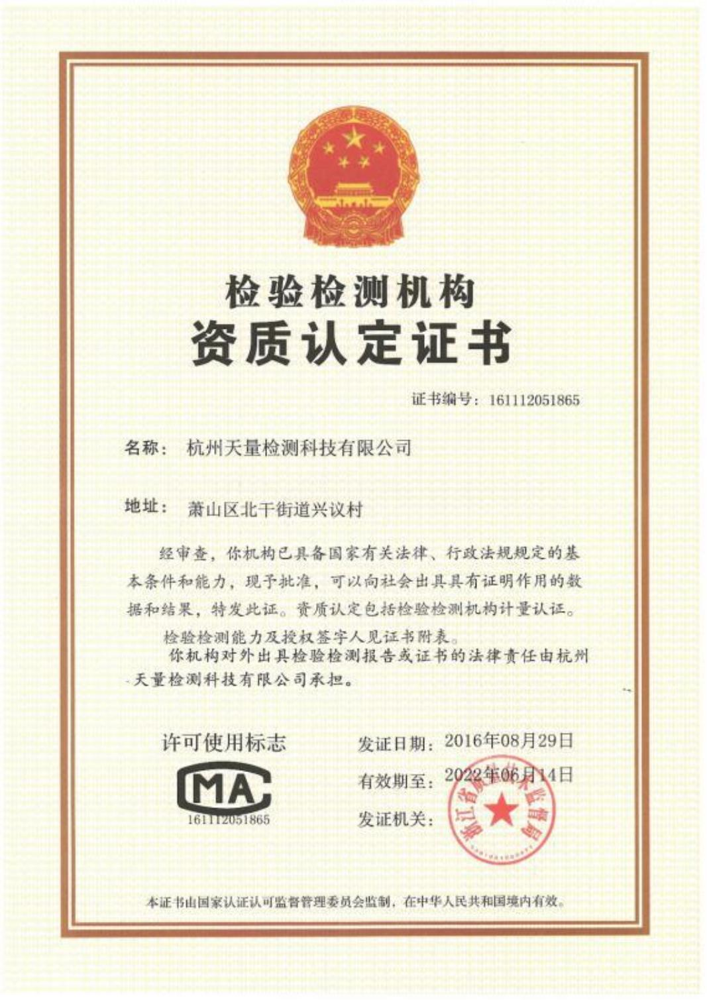 检验检测机构
资质认定证书
证书编号：161112051865
名称： 杭州天量检测科技有限公司
地址： 萧山区北干街道兴议村
经审查，你机构已具备国家有关法律、行政法规规定的基
本条件和能力，现予批准，可以向社会出具具有证明作用的数
据和结果，特发此证。资质认定包括检验检测机构计量认证。
检验检测能力及授权签字人见证书附表。
你机构对外出具检验检测报告或证书的法律责任由杭州
天量检测科技有限公司承担。
许可使用标志
MA
161112051865
发证日期：2016年08月29日
有效期至：2022年06月14日
发证机关：
浙江省质量技术监督局
本证书由国家认证认可监督管理委员会监制，在中华人民共和国境内有效。